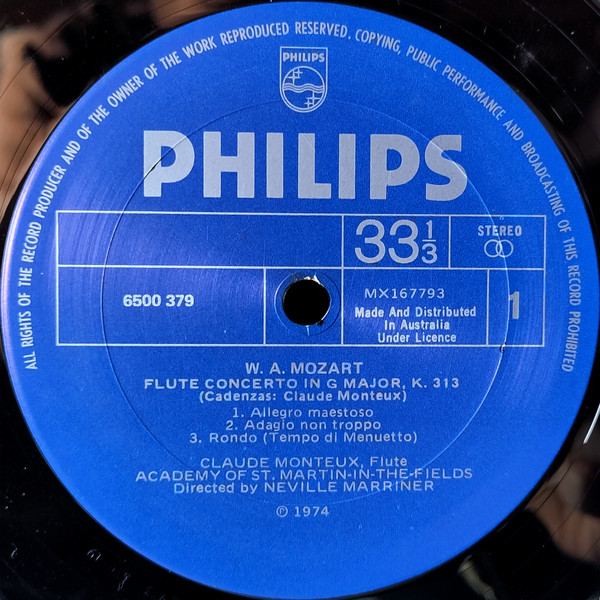 ALL RIGHTS OF THE RECORD PRODUCER AND OF THE OWNER OF THE WORK REPRODUCED RESERVED. COPYING, PUBLIC PERFORMANCE AND BROADCASTING OF THIS RECORD PROHIBITED
PHILIPS
PHILIPS
33 1/3
STEREO
6500 379
MX167793
Made And Distributed
In Australia
Under Licence
1
W. A. MOZART
FLUTE CONCERTO IN G MAJOR, K. 313
(Cadenzas: Claude Monteux)
1. Allegro maestoso
2. Adagio non troppo
3. Rondo (Tempo di Menuetto)
CLAUDE MONTEUX, Flute
ACADEMY OF ST. MARTIN-IN-THE-FIELDS
Directed by NEVILLE MARRINER
℗ 1974